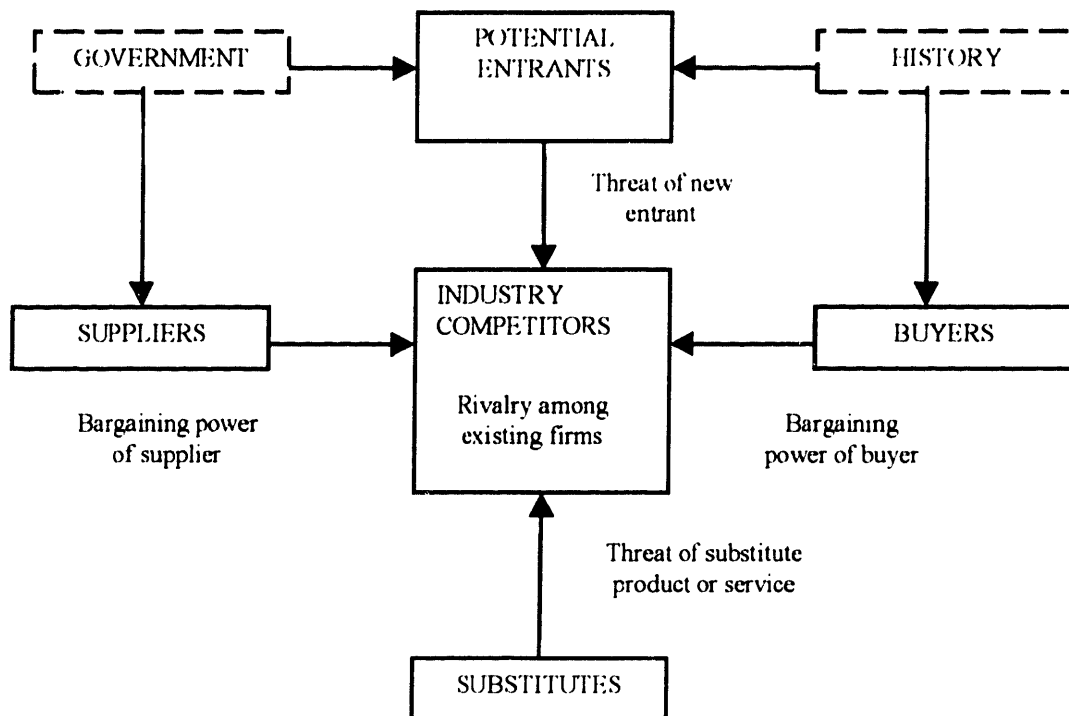 GOVERNMENT
POTENTIAL
ENTRANTS
HISTORY
Threat of new
entrant
SUPPLIERS
INDUSTRY
COMPETITORS
BUYERS
Rivalry among
existing firms
Bargaining power
of supplier
Bargaining
power of buyer
Threat of substitute
product or service
SUBSTITUTES